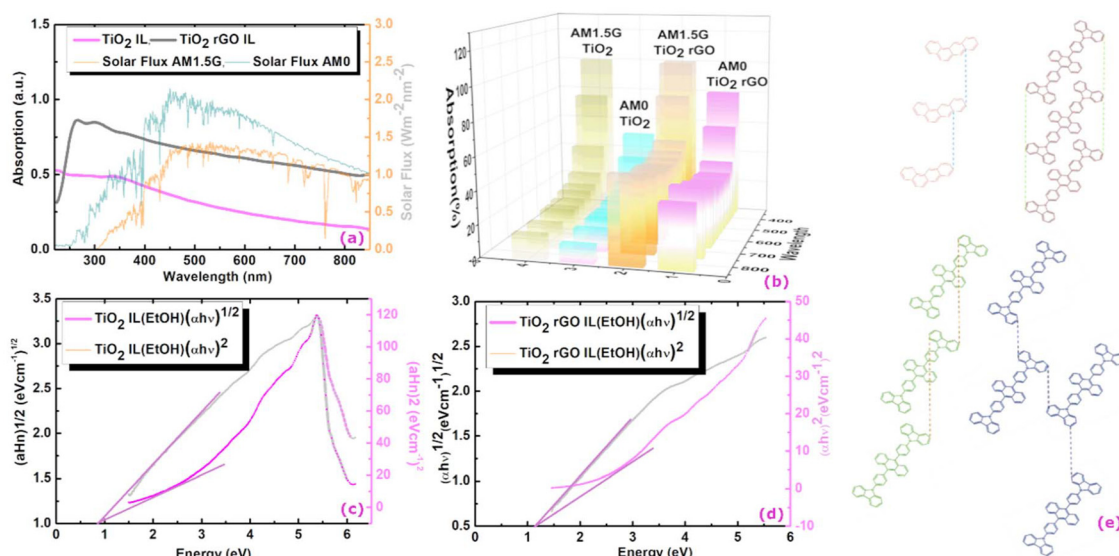 1.5
1.0
0.5
0.0
Absorption (a.u.)
TiO2 IL, TiO2 rGO IL
Solar Flux AM1.5G, Solar Flux AM0
3.0
2.5
2.0
1.5
1.0
0.5
0.0
Solar Flux (Wm-2nm-2)
(a)
300 400 500 600 700 800
Wavelength (nm)
120
100
80
60
40
20
0
Absorption(%)
AM1.5G
TiO2
AM0
TiO2
AM1.5G
TiO2 rGO
AM0
TiO2 rGO
400
500
600
700
800
Wavelength
4 2 2 0
(b)
3.5
3.0
2.5
2.0
1.5
1.0
(aHn)1/2 (eVcm-1)1/2
TiO2 IL(EtOH)(αhν)1/2
TiO2 IL(EtOH)(αhν)2
120
100
80
60
40
20
0
(aHn)2 (eVcm-1)2
(c)
0 1 2 3 4 5 6
Energy (eV)
3.0
2.5
2.0
1.5
1.0
0.5
(αhν)1/2(eVcm-1)1/2
TiO2 rGO IL(EtOH)(αhν)1/2
TiO2 rGO IL(EtOH)(αhν)2
50
40
30
20
10
0
-10
(αhν)2(eVcm-1)2
(d)
0 1 2 3 4 5 6
Energy (eV)
(e)